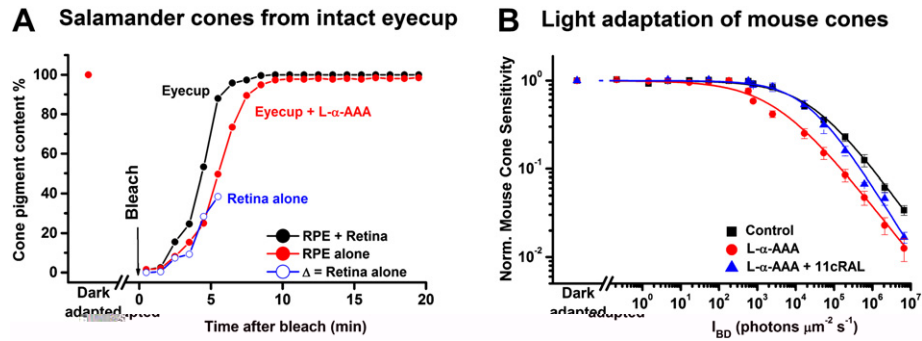 A Salamander cones from intact eyecup
Cone pigment content %
100
80
60
40
20
0
Bleach
Eyecup
Eyecup + L-α-AAA
Retina alone
RPE + Retina
RPE alone
Δ = Retina alone
Dark
adapted
0 5 10 15 20
Time after bleach (min)
B Light adaptation of mouse cones
Norm. Mouse Cone Sensitivity
10⁰
10⁻¹
10⁻²
Control
L-α-AAA
L-α-AAA + 11cRAL
Dark
adapted
10⁰ 10¹ 10² 10³ 10⁴ 10⁵ 10⁶ 10⁷
I_BD (photons µm⁻² s⁻¹)